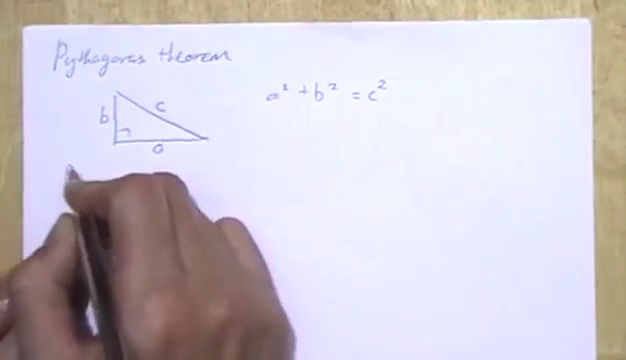 Pythagoras theorem
a² + b² = c²
b
c
a